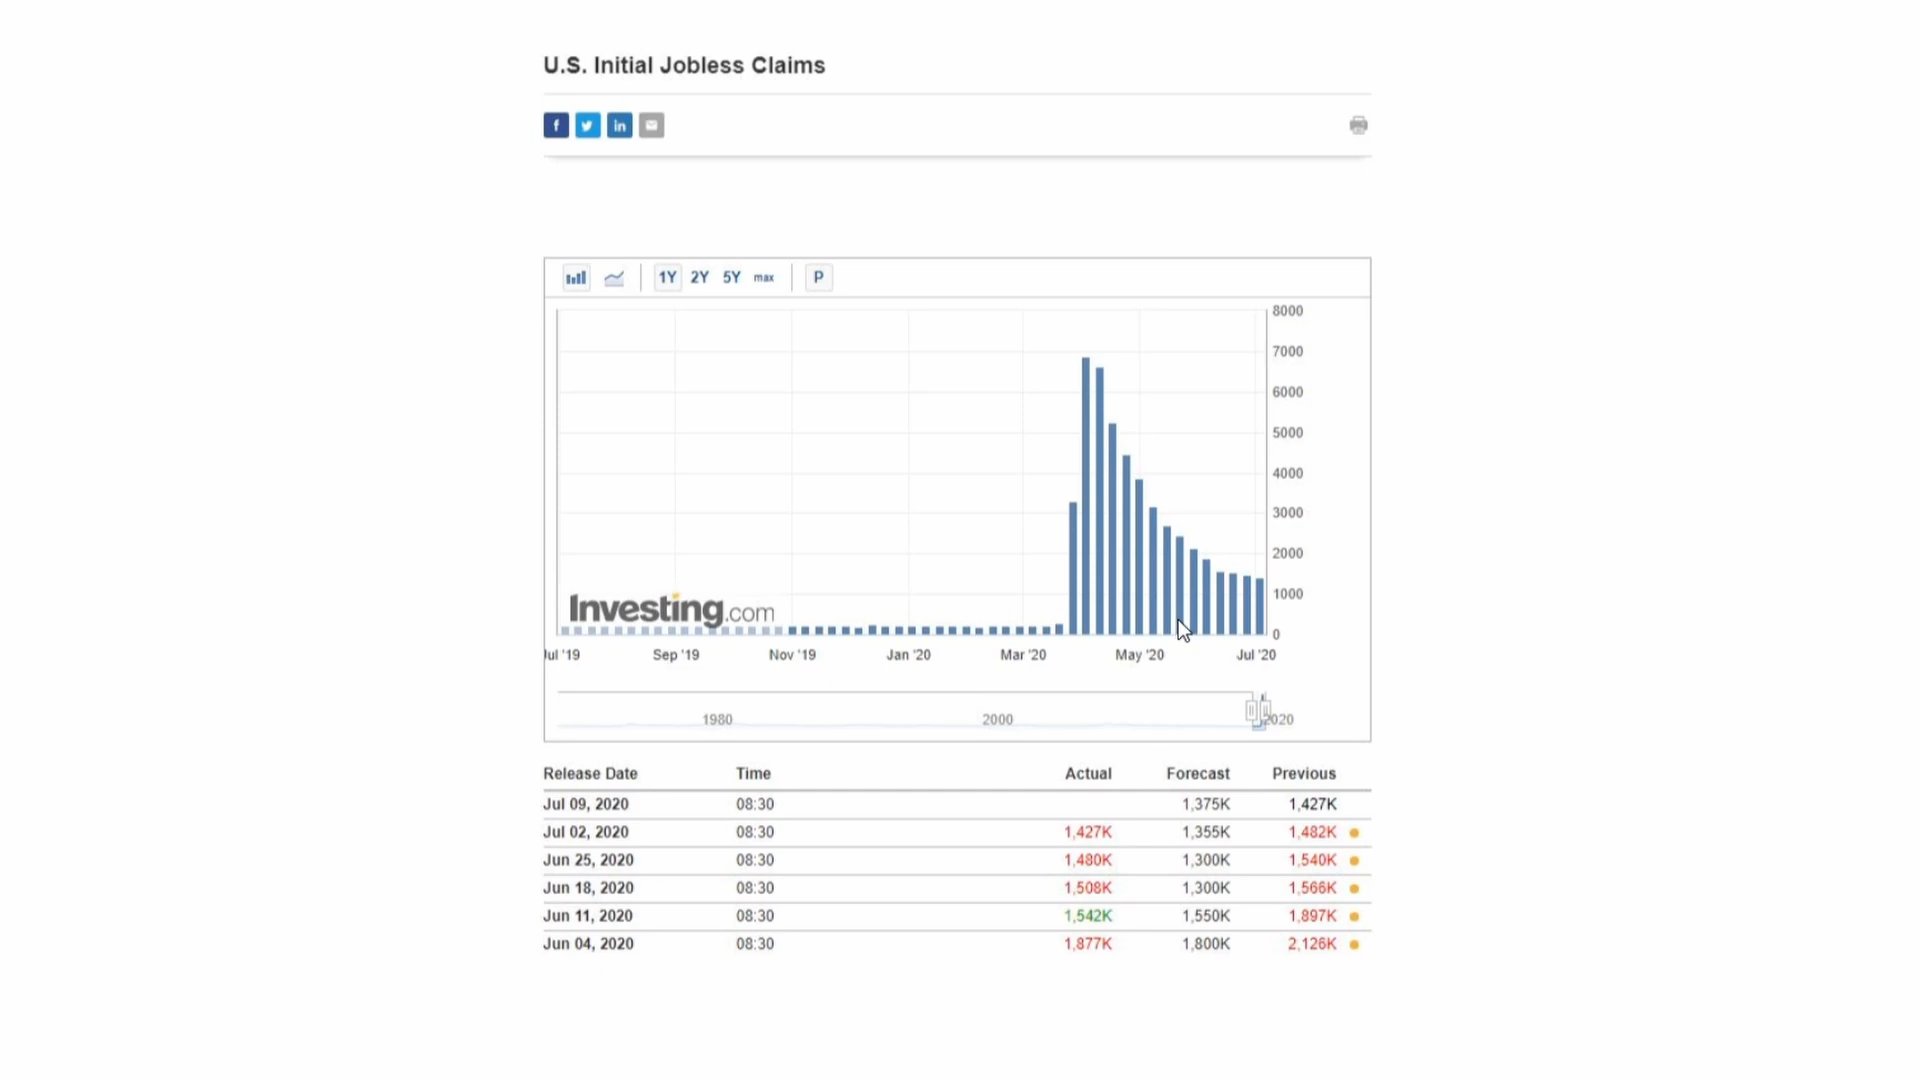 U.S. Initial Jobless Claims
f in
1Y 2Y 5Y max P
8000
7000
6000
5000
4000
3000
2000
1000
0
Investing.com
Jul '19 Sep '19 Nov '19 Jan '20 Mar '20 May '20 Jul '20
1980 2000 2020
Release Date Time Actual Forecast Previous
Jul 09, 2020 08:30 1,375K 1,427K
Jul 02, 2020 08:30 1,427K 1,355K 1,482K
Jun 25, 2020 08:30 1,480K 1,300K 1,540K
Jun 18, 2020 08:30 1,508K 1,300K 1,566K
Jun 11, 2020 08:30 1,542K 1,550K 1,897K
Jun 04, 2020 08:30 1,877K 1,800K 2,126K